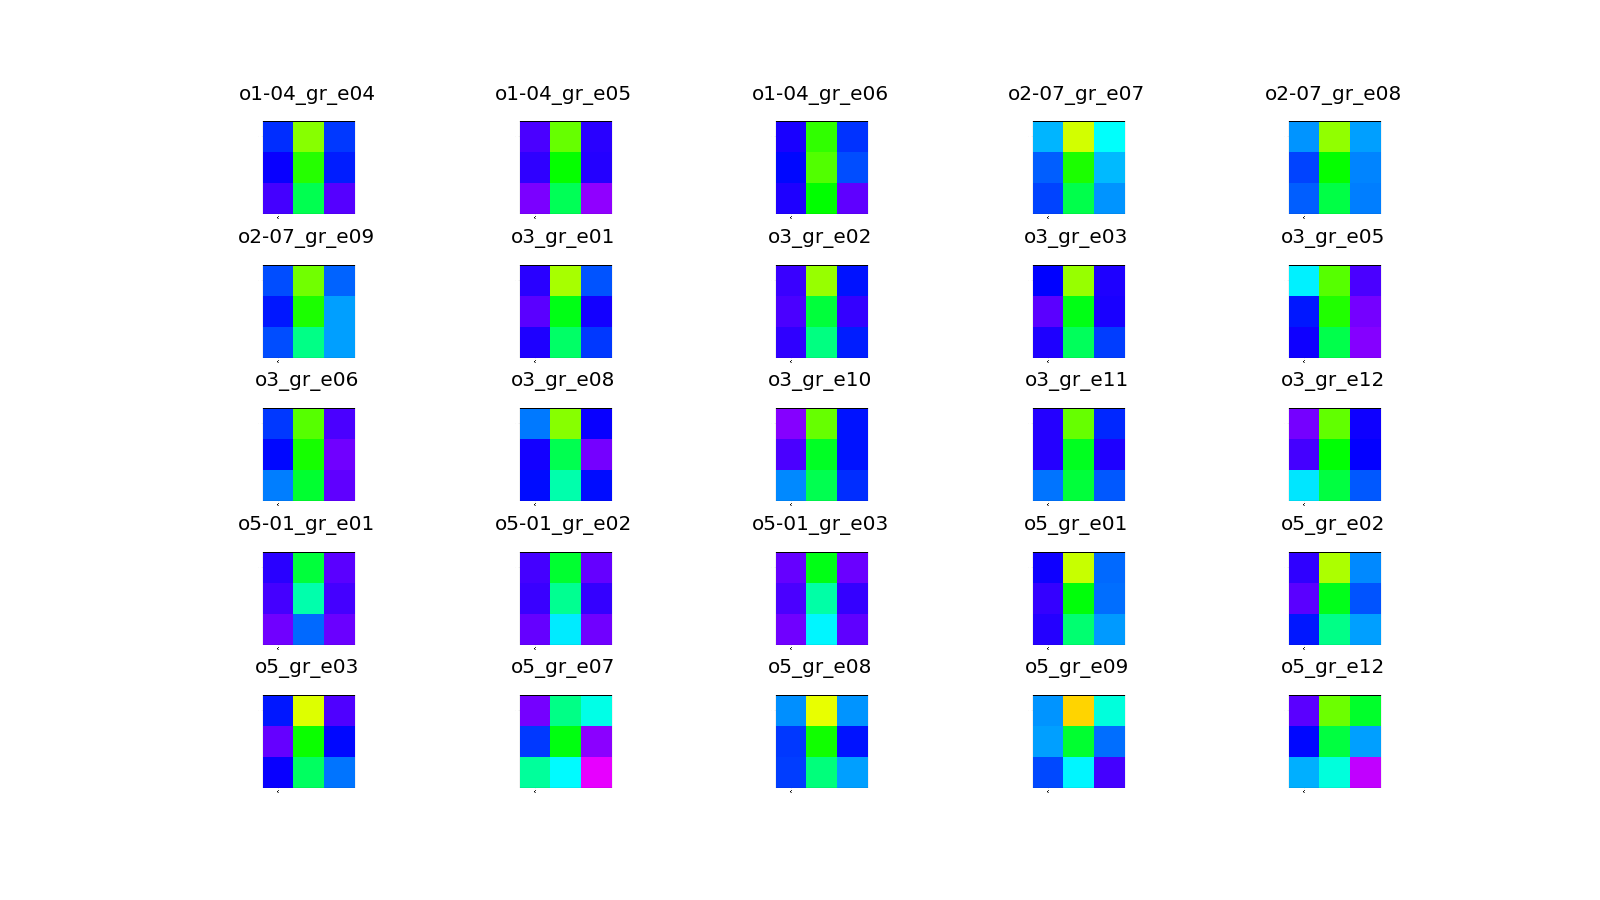 o1-04_gr_e04 o1-04_gr_e05 o1-04_gr_e06 o2-07_gr_e07 o2-07_gr_e08
o2-07_gr_e09 o3_gr_e01 o3_gr_e02 o3_gr_e03 o3_gr_e05
o3_gr_e06 o3_gr_e08 o3_gr_e10 o3_gr_e11 o3_gr_e12
o5-01_gr_e01 o5-01_gr_e02 o5-01_gr_e03 o5_gr_e01 o5_gr_e02
o5_gr_e03 o5_gr_e07 o5_gr_e08 o5_gr_e09 o5_gr_e12